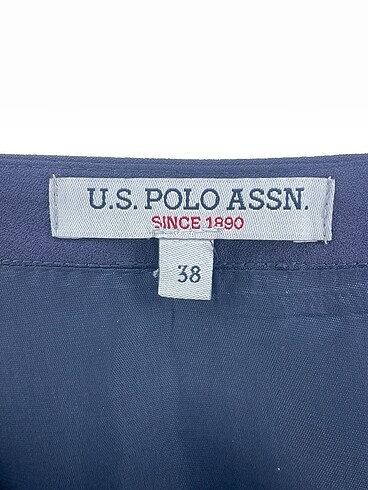 U.S. POLO ASSN.
SINCE 1890
38